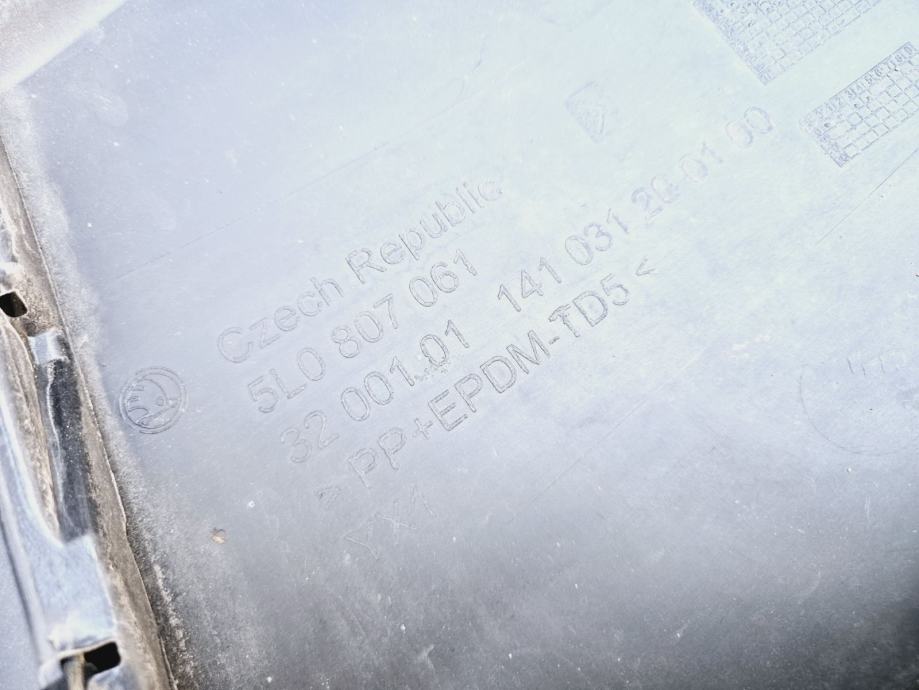 Czech Republic
5L0 807 061
32 001.01 141 031 20 01 00
>PP+EPDM-TD5<